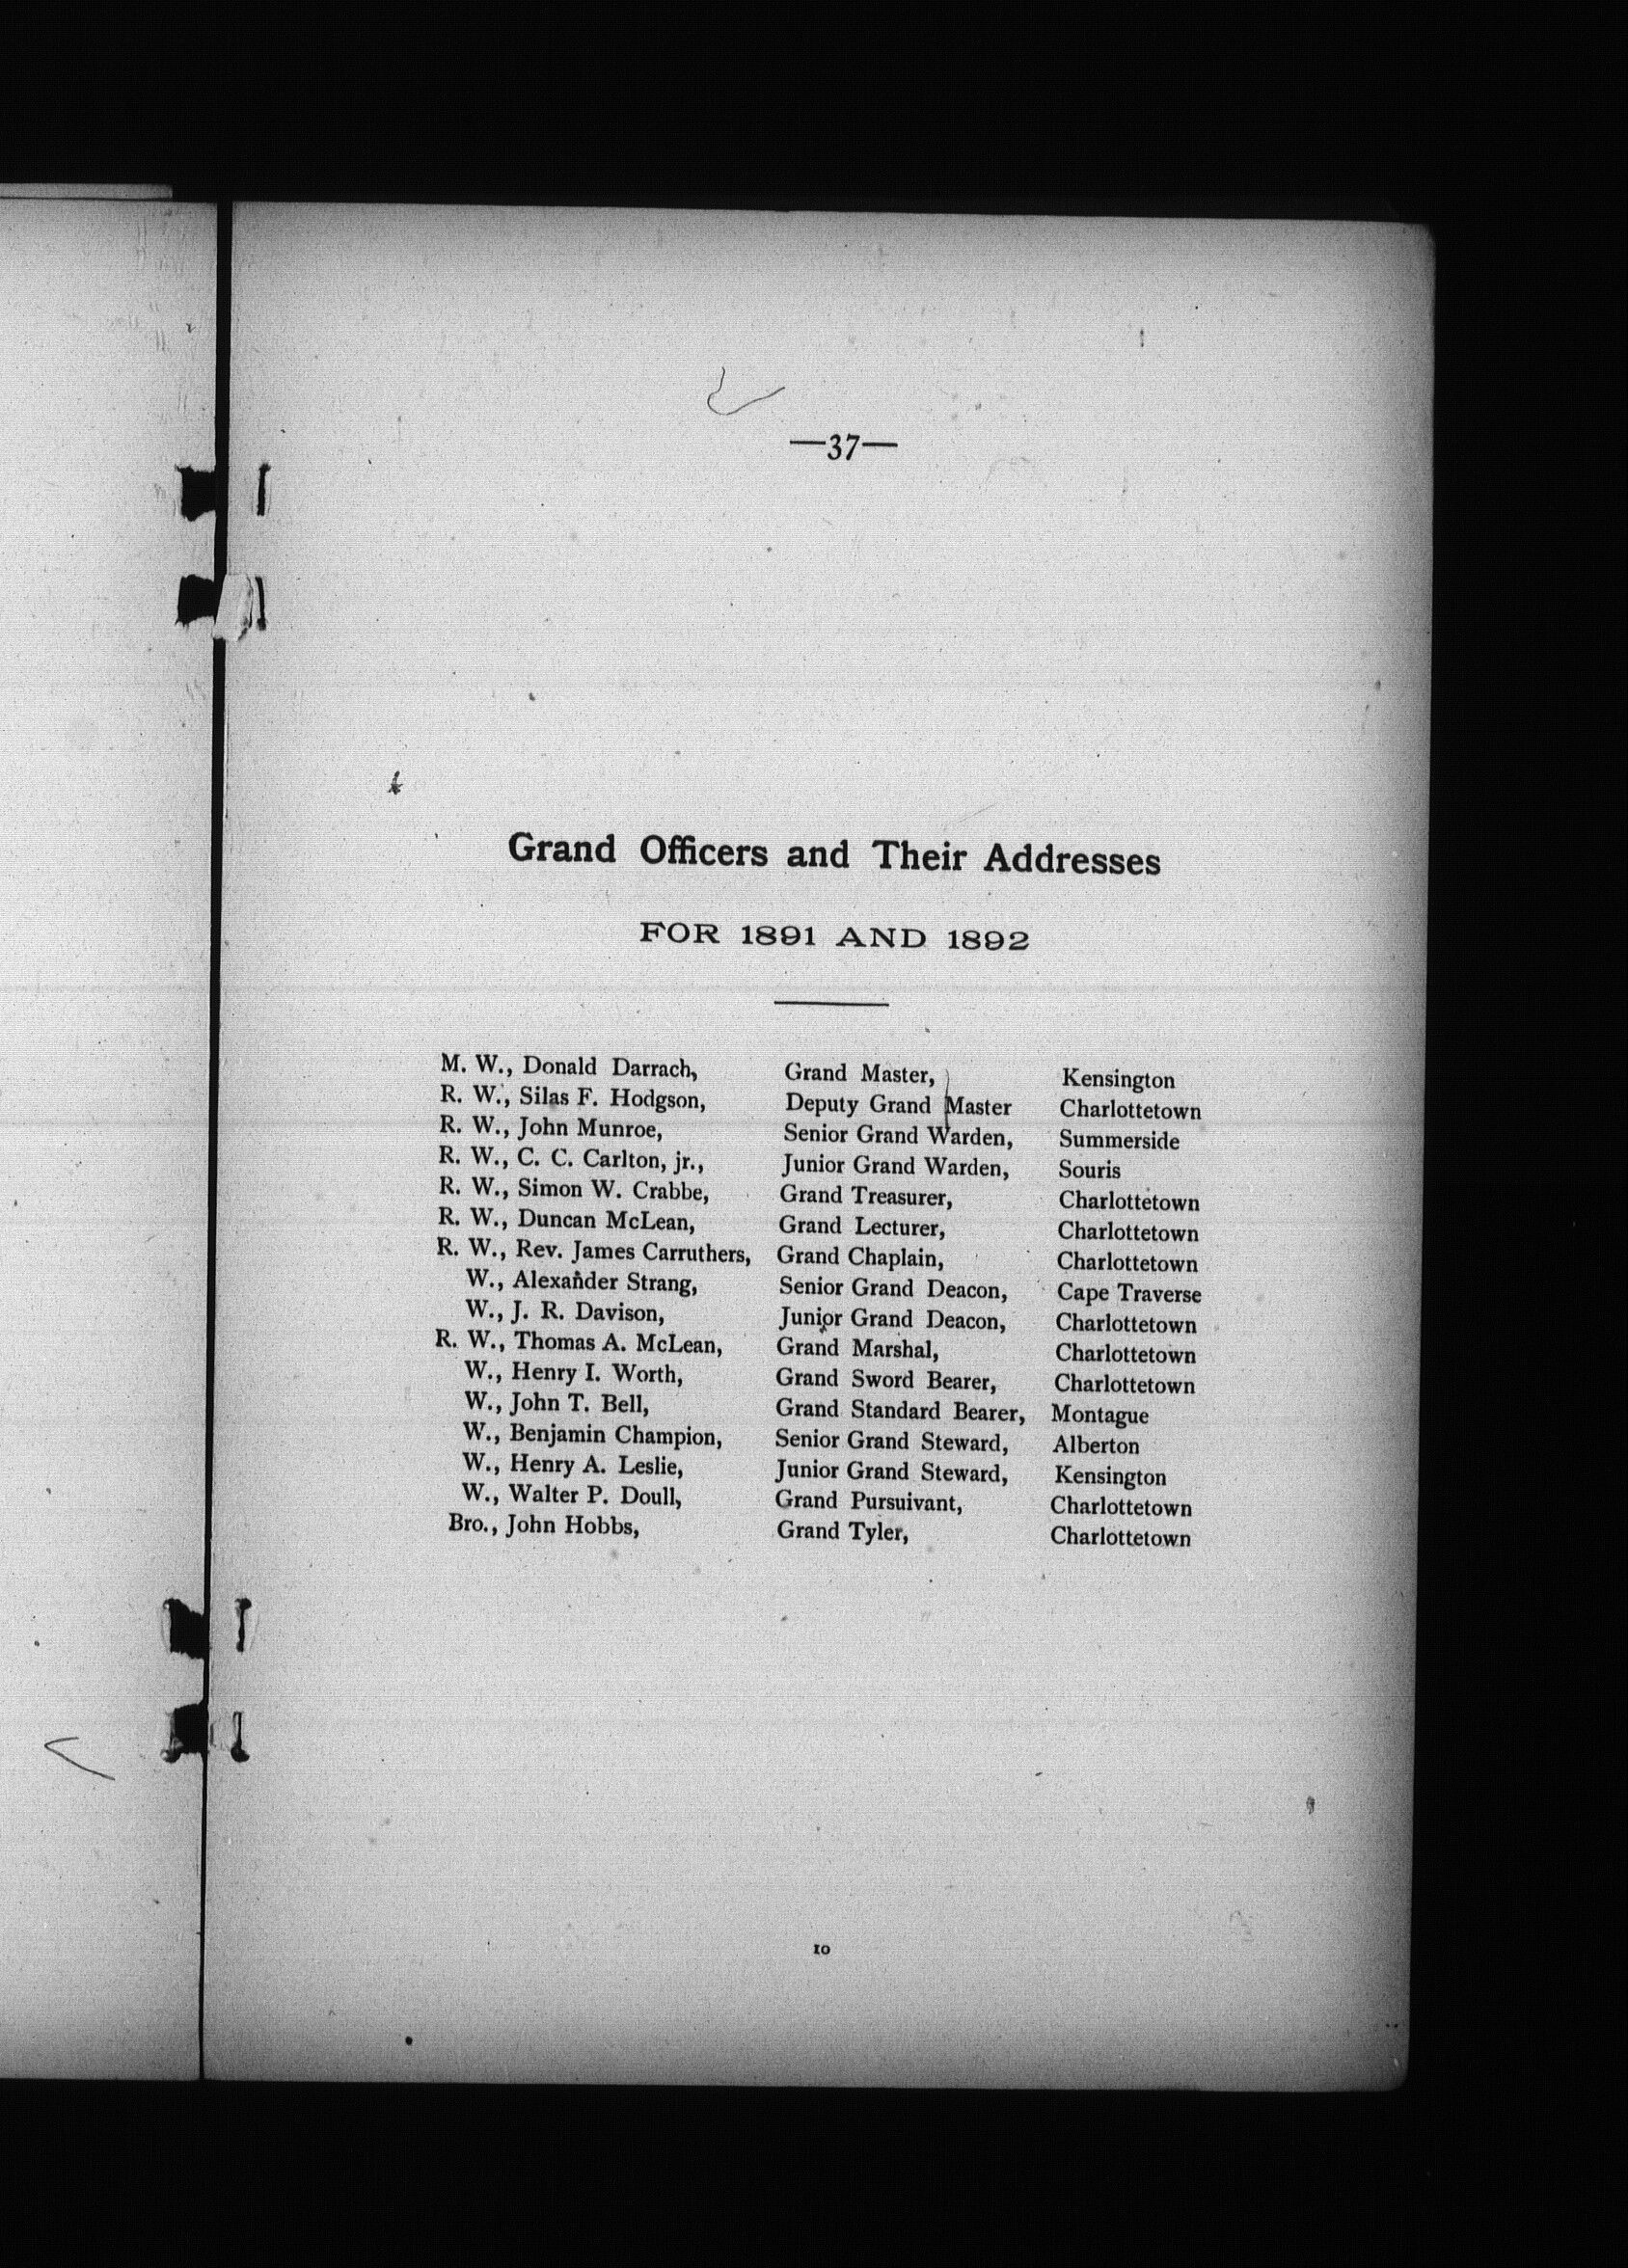 —37—
Grand Officers and Their Addresses
FOR 1891 AND 1892
M. W., Donald Darrach, Grand Master, Kensington
R. W., Silas F. Hodgson, Deputy Grand Master Charlottetown
R. W., John Munroe, Senior Grand Warden, Summerside
R. W., C. C. Carlton, jr., Junior Grand Warden, Souris
R. W., Simon W. Crabbe, Grand Treasurer, Charlottetown
R. W., Duncan McLean, Grand Lecturer, Charlottetown
R. W., Rev. James Carruthers, Grand Chaplain, Charlottetown
W., Alexander Strang, Senior Grand Deacon, Cape Traverse
W., J. R. Davison, Junior Grand Deacon, Charlottetown
R. W., Thomas A. McLean, Grand Marshal, Charlottetown
W., Henry I. Worth, Grand Sword Bearer, Charlottetown
W., John T. Bell, Grand Standard Bearer, Montague
W., Benjamin Champion, Senior Grand Steward, Alberton
W., Henry A. Leslie, Junior Grand Steward, Kensington
W., Walter P. Doull, Grand Pursuivant, Charlottetown
Bro., John Hobbs, Grand Tyler, Charlottetown
10